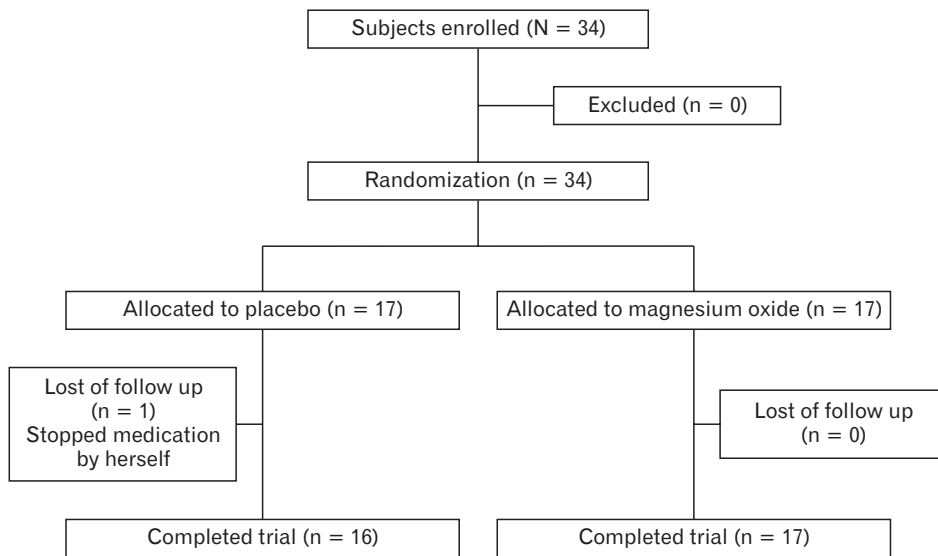 Subjects enrolled (N = 34)
Excluded (n = 0)
Randomization (n = 34)
Allocated to placebo (n = 17)
Allocated to magnesium oxide (n = 17)
Lost of follow up
(n = 1)
Stopped medication
by herself
Lost of follow up
(n = 0)
Completed trial (n = 16)
Completed trial (n = 17)